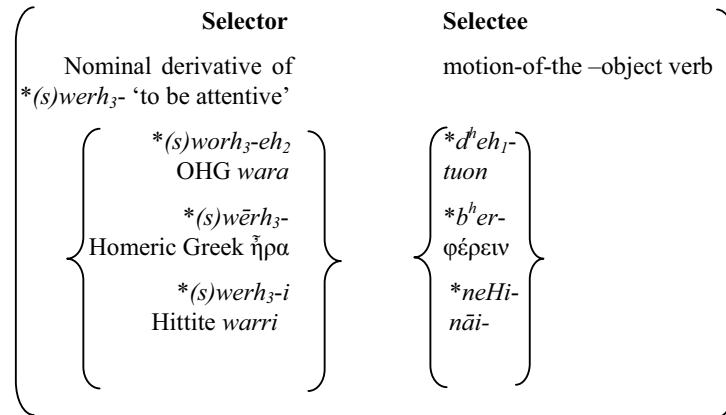 Selector Selectee
Nominal derivative of motion-of-the –object verb
*(s)werh₃- ‘to be attentive’
*(s)worh₃-eh₂ *dʰeh₁-
OHG wara tuon
*(s)wērh₃- *bʰer-
Homeric Greek ἦρα φέρειν
*(s)werh₃-i *neHi-
Hittite warri nāi-